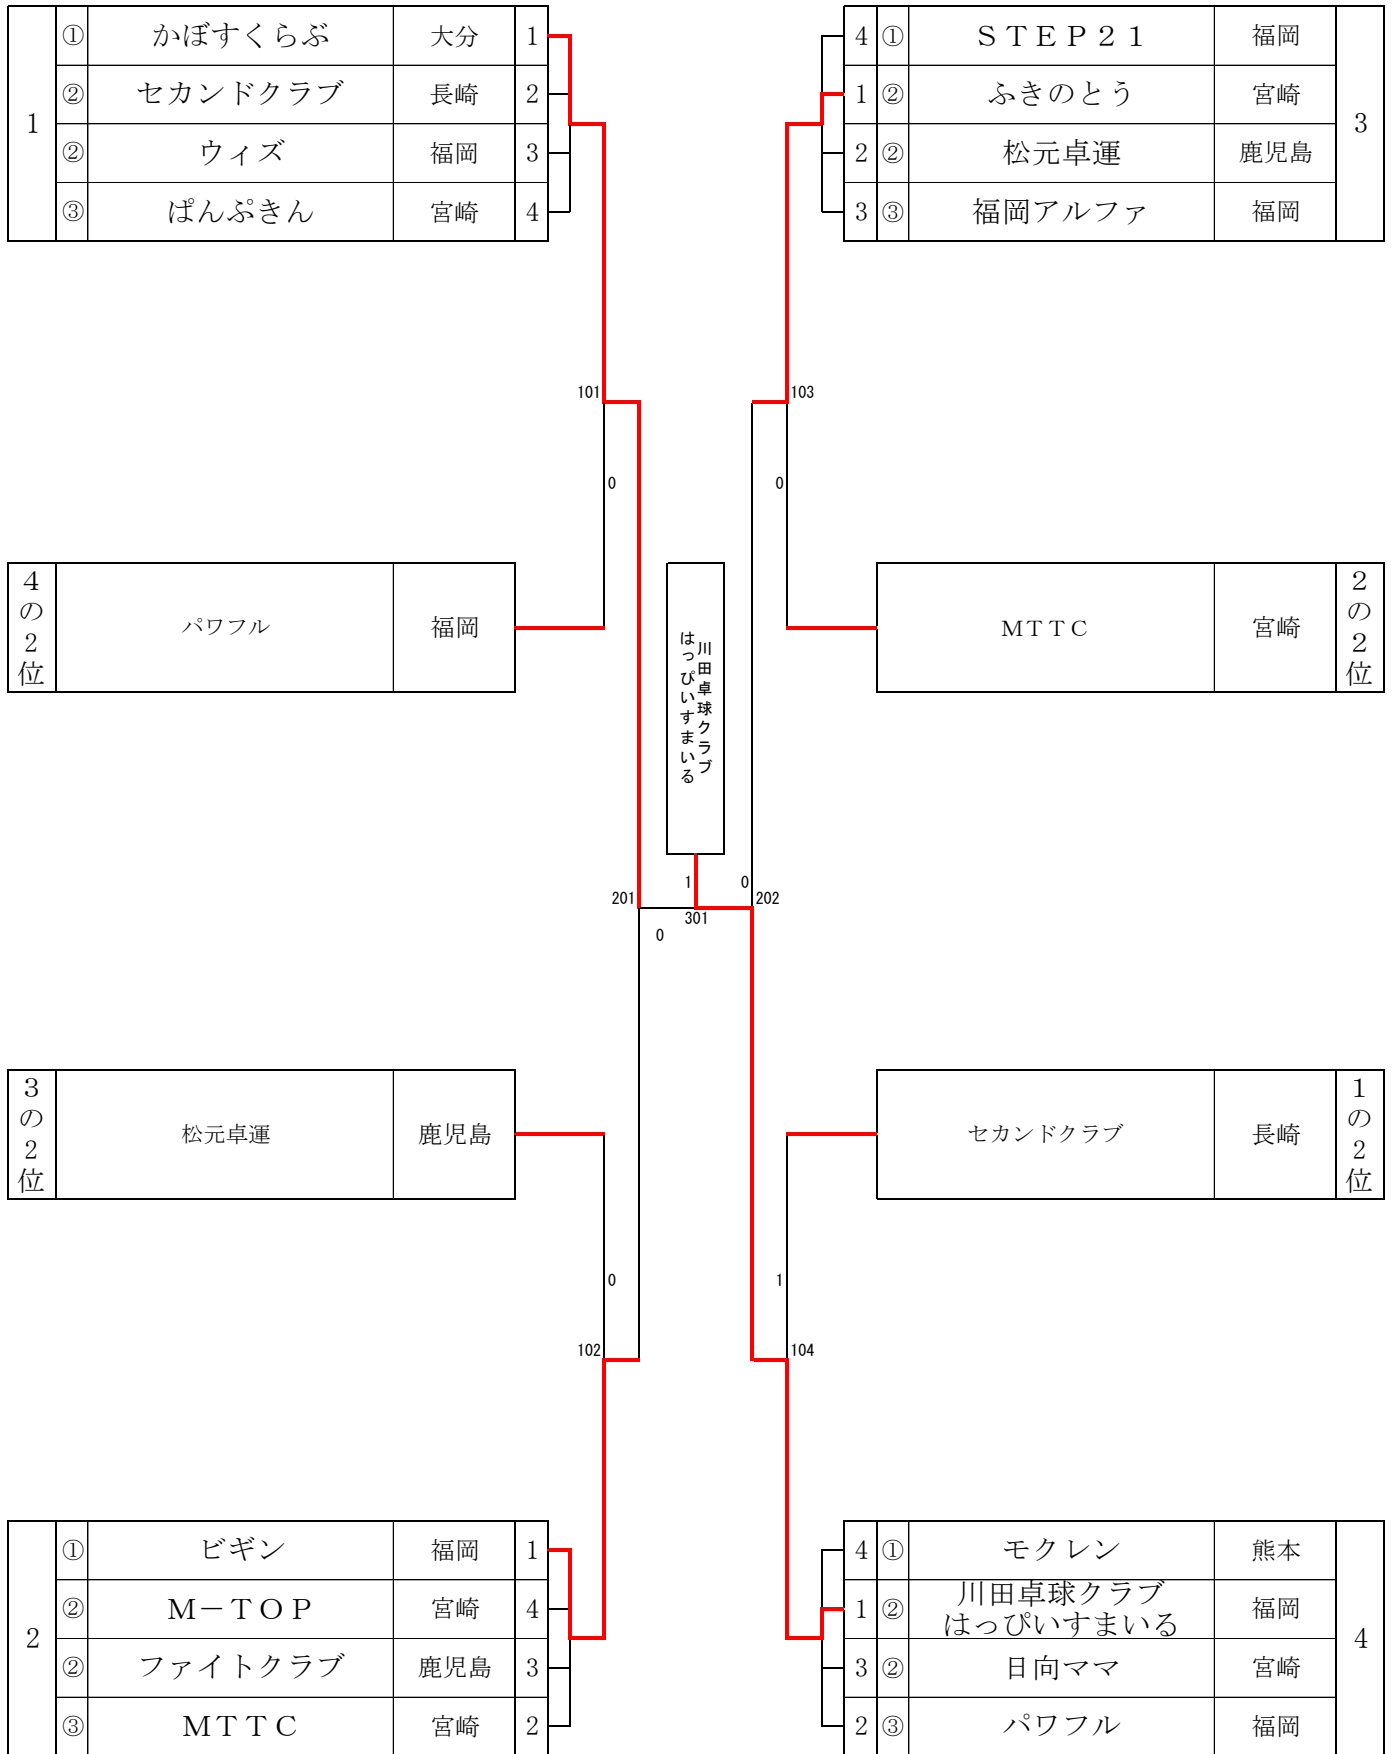 1
① かぼすくらぶ 大分 1
② セカンドクラブ 長崎 2
② ウィズ 福岡 3
③ ぱんぷきん 宮崎 4
4 ① ＳＴＥＰ２１ 福岡
1 ② ふきのとう 宮崎
2 ② 松元卓運 鹿児島
3 ③ 福岡アルファ 福岡
3
101
103
0
0
4の2位 パワフル 福岡
川田卓球クラブ
はっぴいすまいる
MTTC 宮崎 2の2位
201
1
0
202
301
0
3の2位 松元卓運 鹿児島
セカンドクラブ 長崎 1の2位
0
1
102
104
2
① ビギン 福岡 1
② Ｍ－ＴＯＰ 宮崎 4
② ファイトクラブ 鹿児島 3
③ ＭＴＴＣ 宮崎 2
4 ① モクレン 熊本
1 ② 川田卓球クラブ
はっぴいすまいる 福岡
3 ② 日向ママ 宮崎
2 ③ パワフル 福岡
4